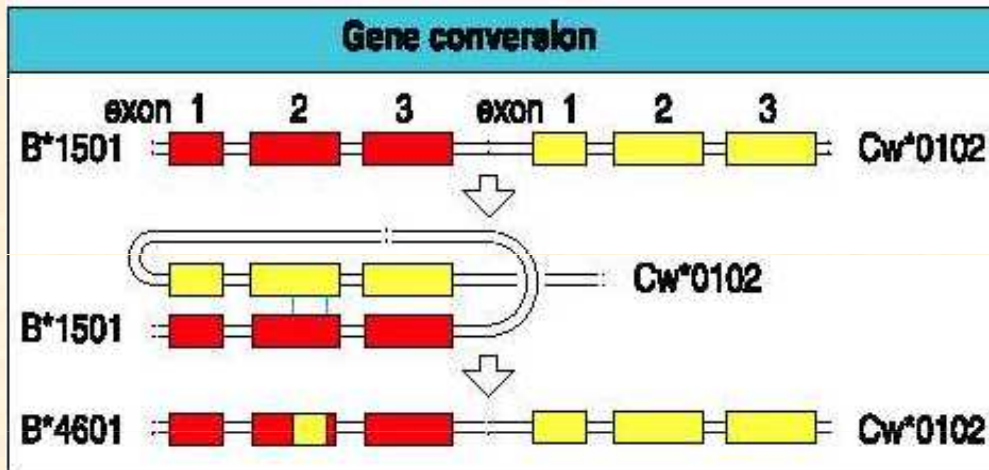 Gene conversion
exon 1 2 3 exon 1 2 3
B*1501 Cw*0102
Cw*0102
B*1501
B*4601 Cw*0102